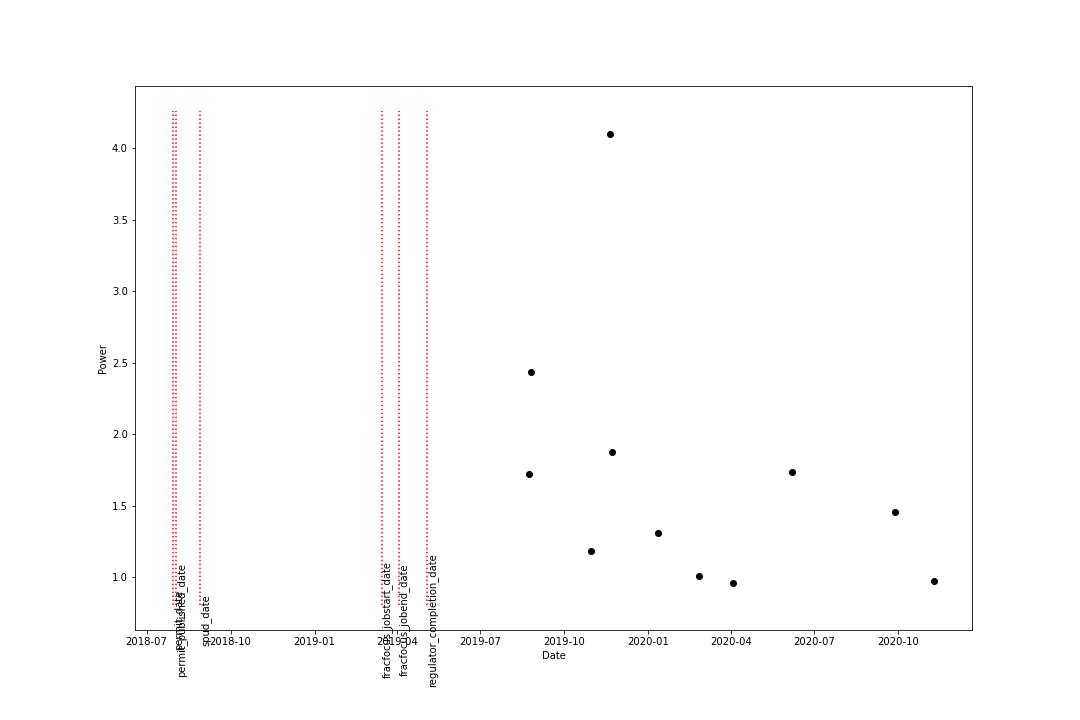 4.0
3.5
3.0
2.5
2.0
1.5
1.0
Power
2018-07
2018-10
2019-01
2019-04
2019-07
2019-10
2020-01
2020-04
2020-07
2020-10
Date
permit_date
permit_published_date
spud_date
fracfocus_jobstart_date
fracfocus_jobend_date
regulator_completion_date